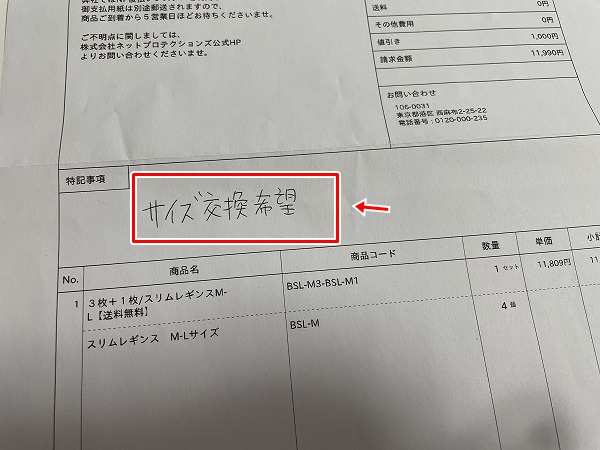 御支払用紙は別途郵送されますので、
商品ご到着から５営業日ほどお待ちくださいませ。
ご不明点に関しましては、
株式会社ネットプロテクションズ公式HP
よりお問い合わせくださいませ。
送料 0円
その他費用 0円
値引き 1,000円
請求金額 11,990円
お問い合わせ
106-0031
東京都港区 西麻布2-25-22
電話番号：0120-000-235
特記事項
サイズ交換希望
No. 商品名 商品コード 数量 単価 小計
1 ３枚＋１枚/スリムレギンスM-
L【送料無料】 BSL-M3-BSL-M1 1 セット 11,809円 11
スリムレギンス　M-Lサイズ BSL-M 4 個